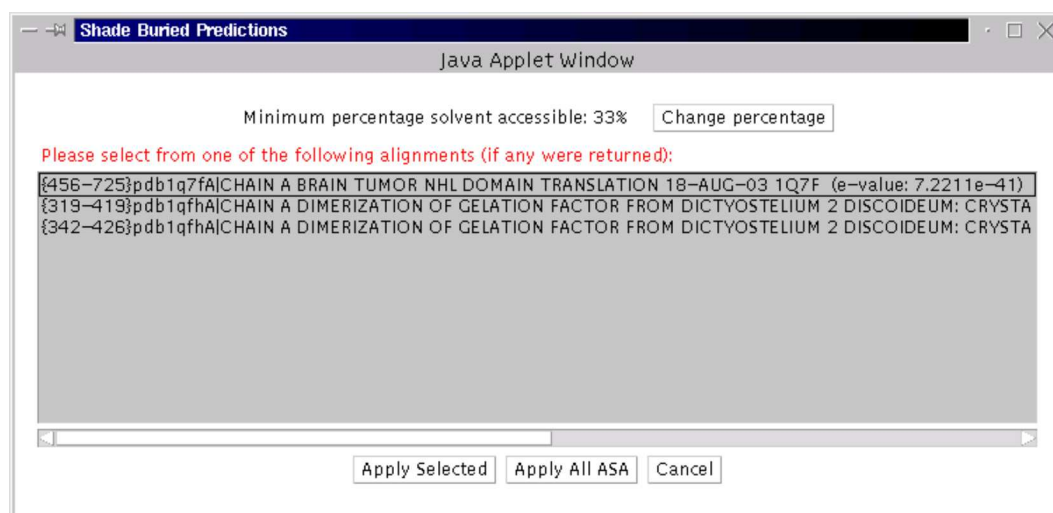 Shade Buried Predictions
Java Applet Window
Minimum percentage solvent accessible: 33% Change percentage
Please select from one of the following alignments (if any were returned):
{456-725}pdb1q7fA|CHAIN A BRAIN TUMOR NHL DOMAIN TRANSLATION 18-AUG-03 1Q7F (e-value: 7.2211e-41)
{319-419}pdb1qfhA|CHAIN A DIMERIZATION OF GELATION FACTOR FROM DICTYOSTELIUM 2 DISCOIDEUM: CRYSTA
{342-426}pdb1qfhA|CHAIN A DIMERIZATION OF GELATION FACTOR FROM DICTYOSTELIUM 2 DISCOIDEUM: CRYSTA
Apply Selected Apply All ASA Cancel